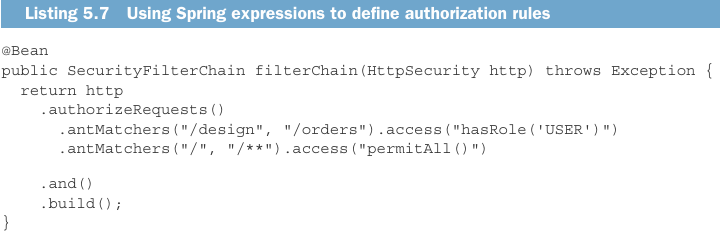 Listing 5.7 Using Spring expressions to define authorization rules
@Bean
public SecurityFilterChain filterChain(HttpSecurity http) throws Exception {
  return http
    .authorizeRequests()
      .antMatchers("/design", "/orders").access("hasRole('USER')")
      .antMatchers("/", "/**").access("permitAll()")
    .and()
    .build();
}